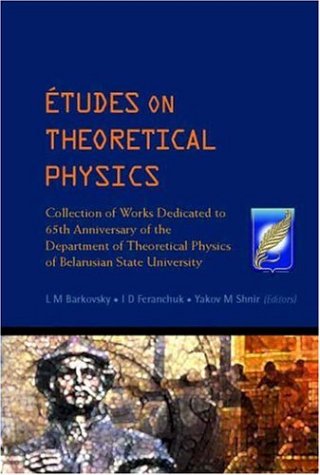 ÉTUDES ON
THEORETICAL
PHYSICS
Collection of Works Dedicated to
65th Anniversary of the
Department of Theoretical Physics
of Belarusian State University
L M Barkovsky • I D Feranchuk • Yakov M Shnir (Editors)